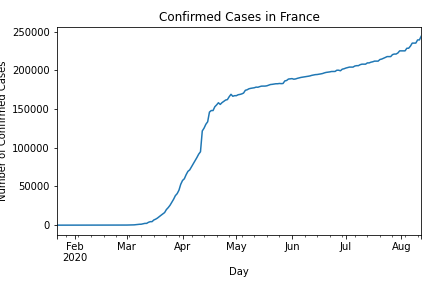 Confirmed Cases in France
250000
200000
150000
100000
50000
0
Number of Confirmed Cases
Feb Mar Apr May Jun Jul Aug
2020
Day